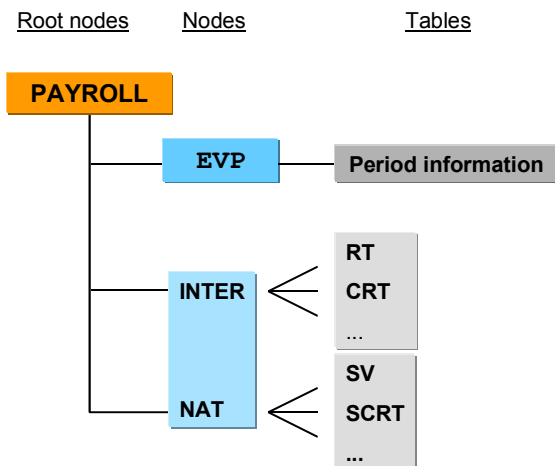 Root nodes Nodes Tables
PAYROLL
EVP Period information
RT
INTER CRT
...
SV
NAT SCRT
...